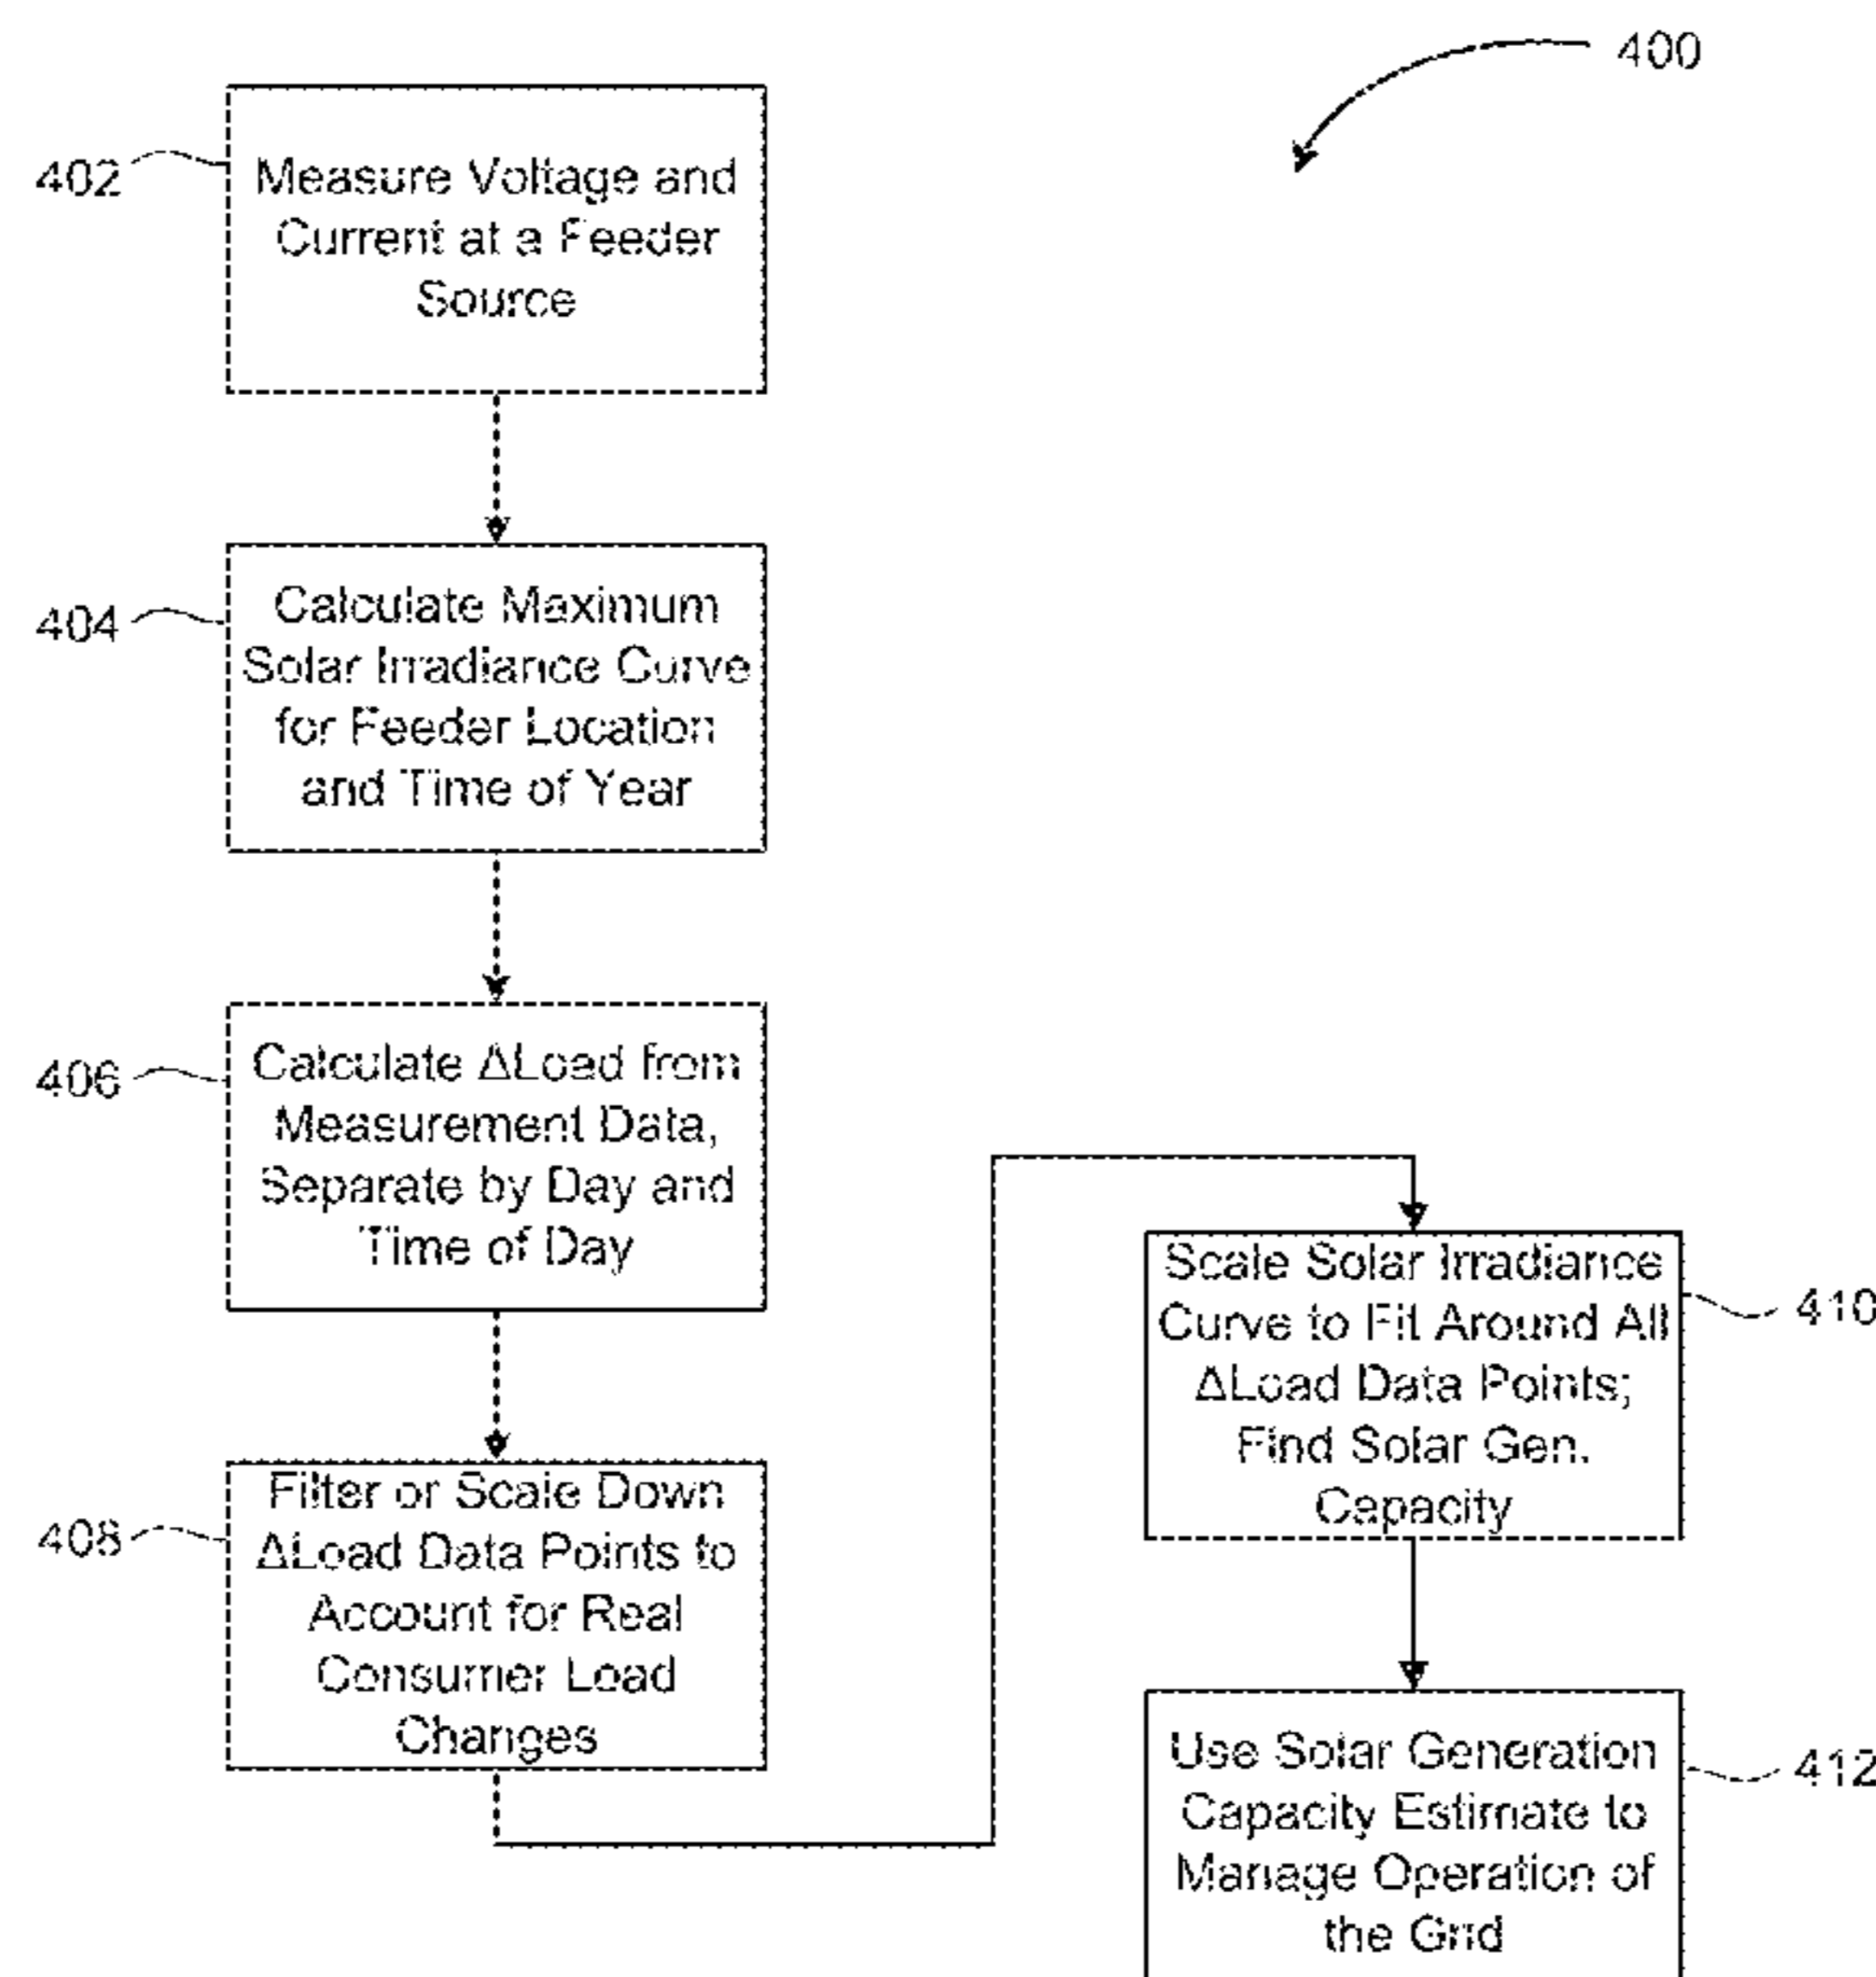 400
402
Measure Voltage and
Current at a Feeder
Source
404
Calculate Maximum
Solar Irradiance Curve
for Feeder Location
and Time of Year
406
Calculate ΔLoad from
Measurement Data,
Separate by Day and
Time of Day
408
Filter or Scale Down
ΔLoad Data Points to
Account for Real
Consumer Load
Changes
Scale Solar Irradiance
Curve to Fit Around All
ΔLoad Data Points;
Find Solar Gen.
Capacity
410
Use Solar Generation
Capacity Estimate to
Manage Operation of
the Grid
412